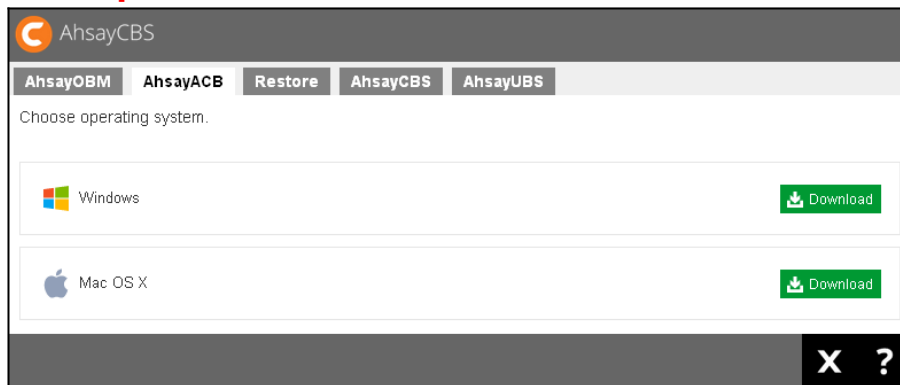 AhsayCBS
AhsayOBM AhsayACB Restore AhsayCBS AhsayUBS
Choose operating system.
Windows Download
Mac OS X Download
X ?